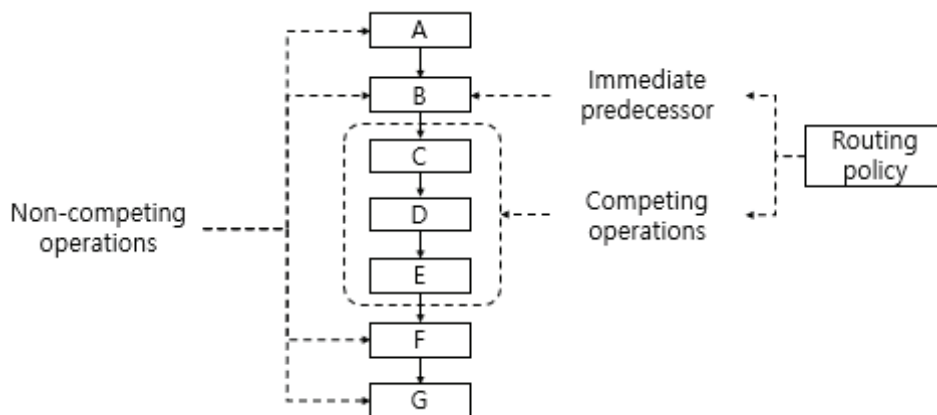 A
B
Immediate
predecessor
Routing
policy
C
Non-competing
operations
D
Competing
operations
E
F
G